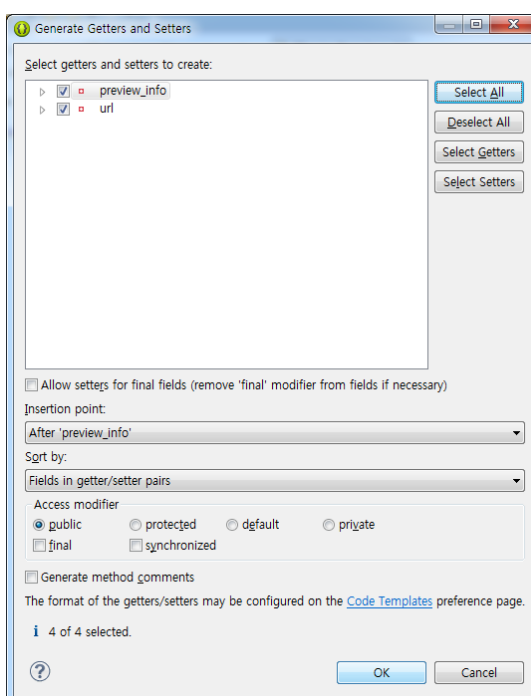 Generate Getters and Setters
Select getters and setters to create:
preview_info
url
Select All
Deselect All
Select Getters
Select Setters
Allow setters for final fields (remove 'final' modifier from fields if necessary)
Insertion point:
After 'preview_info'
Sort by:
Fields in getter/setter pairs
Access modifier
public protected default private
final synchronized
Generate method comments
The format of the getters/setters may be configured on the Code Templates preference page.
i 4 of 4 selected.
?
OK Cancel